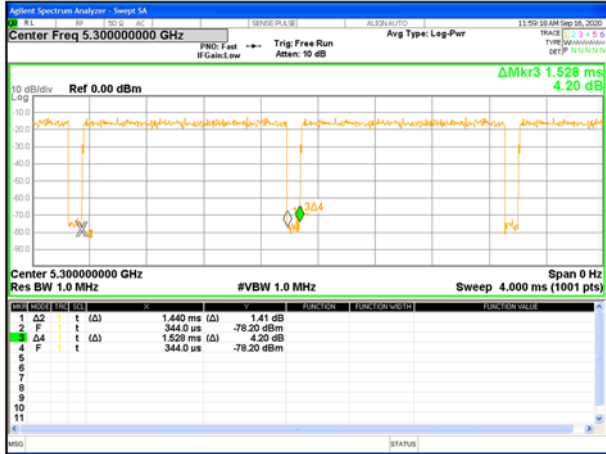 Agilent Spectrum Analyzer - Swept SA
RL RF 50 Ω AC SENSE:PULSE ALIGNAUTO 11:59:18 AM Sep 16, 2020
Center Freq 5.300000000 GHz
PNO: Fast
IFGain:Low
Trig: Free Run
Atten: 10 dB
Avg Type: Log-Pwr
TRACE 1 2 3 4 5 6
TYPE
DET P N N N N N
ΔMkr3 1.528 ms
4.20 dB
10 dB/div Ref 0.00 dBm
Log
-10.0
-20.0
-30.0
-40.0
-50.0
-60.0
-70.0
-80.0
-90.0
3Δ4
Center 5.300000000 GHz Span 0 Hz
Res BW 1.0 MHz #VBW 1.0 MHz Sweep 4.000 ms (1001 pts)
MKR MODE TRC SCL X Y FUNCTION FUNCTION WIDTH FUNCTION VALUE
1 Δ2 1 t (Δ) 1.440 ms (Δ) 1.41 dB
2 F 1 t 344.0 µs -78.20 dBm
3 Δ4 1 t (Δ) 1.528 ms (Δ) 4.20 dB
4 F 1 t 344.0 µs -78.20 dBm
5
6
7
8
9
10
11
MSG STATUS